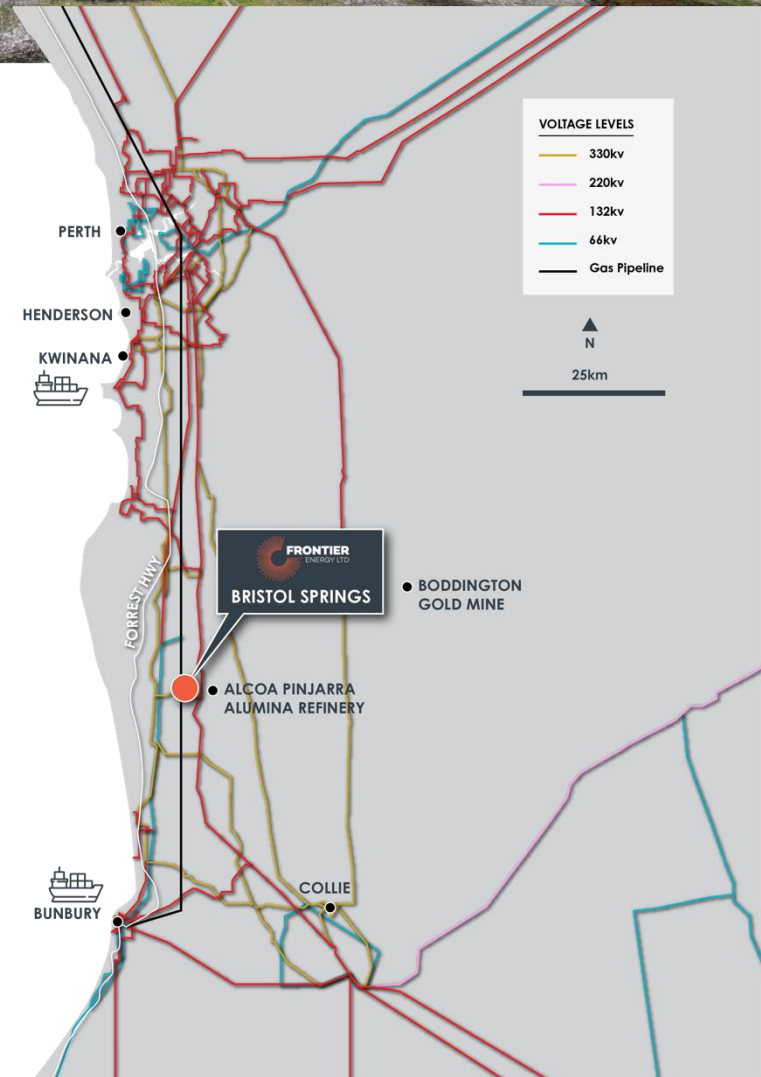 VOLTAGE LEVELS
330kv
220kv
132kv
66kv
Gas Pipeline
N
25km
PERTH
HENDERSON
KWINANA
FORREST HWY
FRONTIER
ENERGY LTD
BRISTOL SPRINGS
BODDINGTON
GOLD MINE
ALCOA PINJARRA
ALUMINA REFINERY
COLLIE
BUNBURY